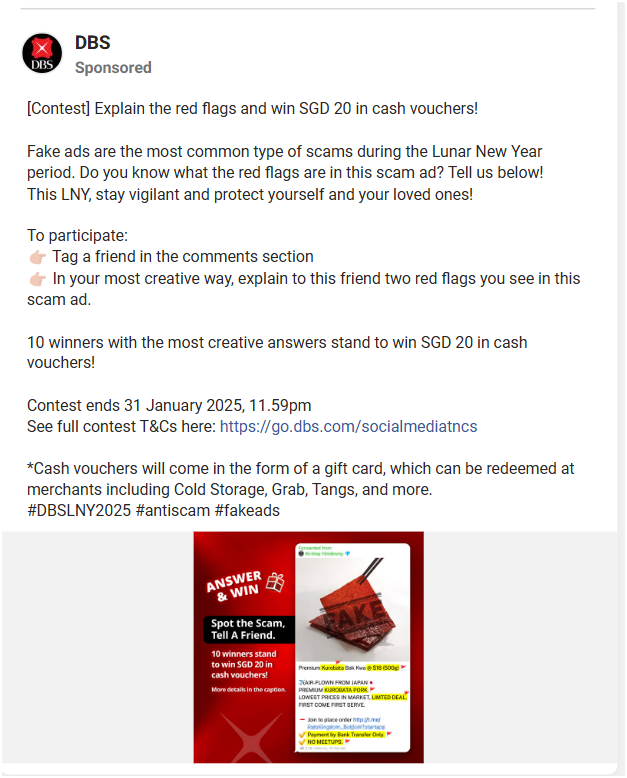 DBS
DBS
Sponsored
[Contest] Explain the red flags and win SGD 20 in cash vouchers!
Fake ads are the most common type of scams during the Lunar New Year
period. Do you know what the red flags are in this scam ad? Tell us below!
This LNY, stay vigilant and protect yourself and your loved ones!
To participate:
👉🏻 Tag a friend in the comments section
👉🏻 In your most creative way, explain to this friend two red flags you see in this
scam ad.
10 winners with the most creative answers stand to win SGD 20 in cash
vouchers!
Contest ends 31 January 2025, 11.59pm
See full contest T&Cs here: https://go.dbs.com/socialmediatncs
*Cash vouchers will come in the form of a gift card, which can be redeemed at
merchants including Cold Storage, Grab, Tangs, and more.
#DBSLNY2025 #antiscam #fakeads
ANSWER
& WIN
Spot the Scam,
Tell A Friend.
10 winners stand
to win SGD 20 in
cash vouchers!
More details in the caption.
Forwarded from
FAKE
Premium Kurobata Bak Kwa @ $18 (500g)
AIR-FLOWN FROM JAPAN
PREMIUM KUROBATA PORK
LOWEST PRICES IN MARKET, LIMITED DEAL,
FIRST COME FIRST SERVE.
Join to place order http://t.me/
Payment by Bank Transfer Only.
NO MEETUPS.